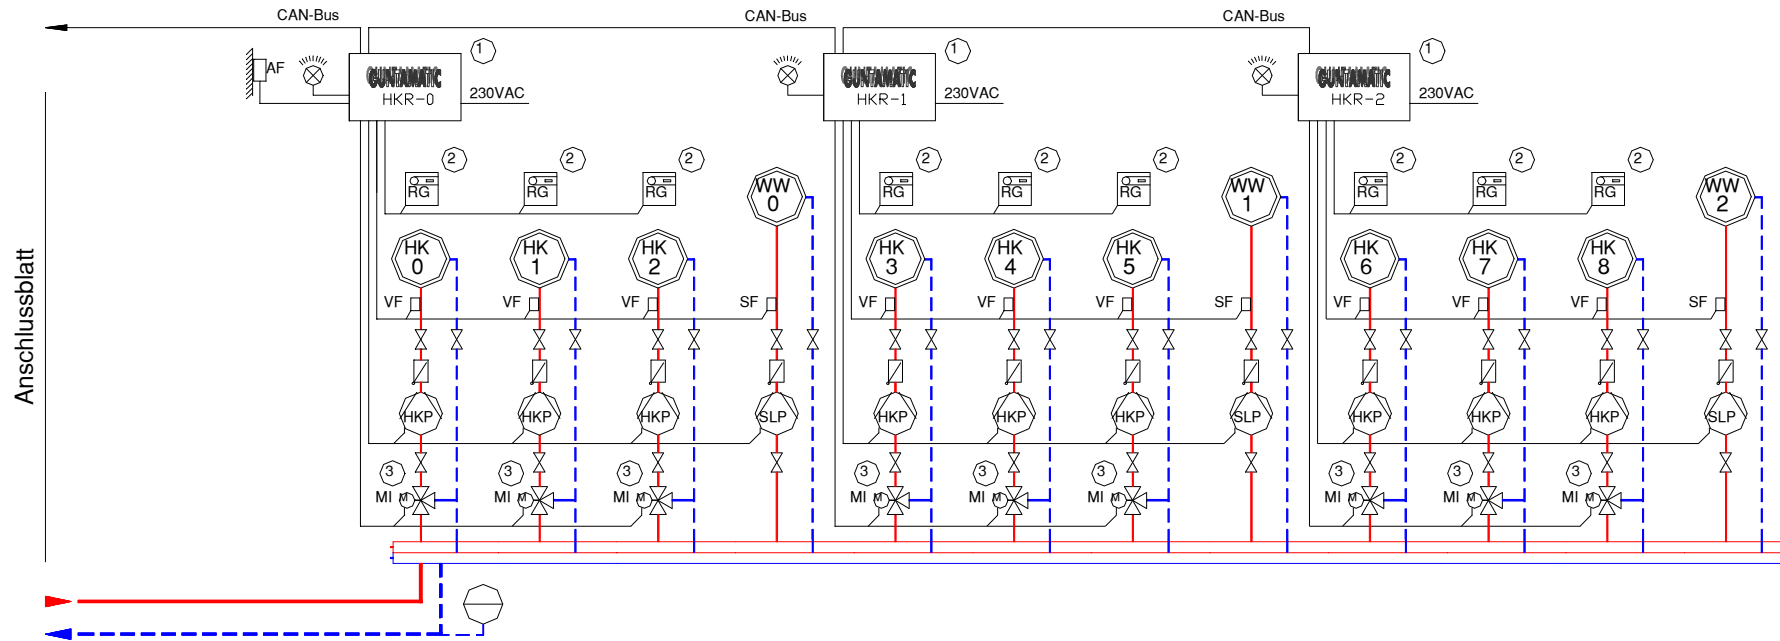 CAN-Bus CAN-Bus CAN-Bus
1 1 1
AF
GUNTAMATIC GUNTAMATIC GUNTAMATIC
HKR-0 230VAC HKR-1 230VAC HKR-2 230VAC
2 2 2 2 2 2 2 2 2
RG RG RG WW 0 RG RG RG WW 1 RG RG RG WW 2
HK 0 HK 1 HK 2 HK 3 HK 4 HK 5 HK 6 HK 7 HK 8
VF VF VF SF VF VF VF SF VF VF VF SF
Anschlussblatt
HKP HKP HKP SLP HKP HKP HKP SLP HKP HKP HKP SLP
3 3 3 3 3 3 3 3 3
MI M MI M MI M MI M MI M MI M MI M MI M MI M